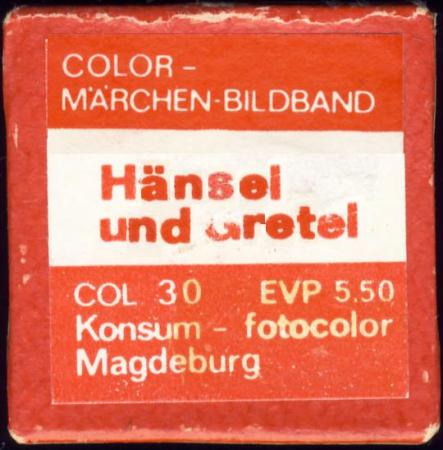 COLOR -
MÄRCHEN-BILDBAND
Hänsel
und Gretel
COL 30 EVP 5.50
Konsum - fotocolor
Magdeburg